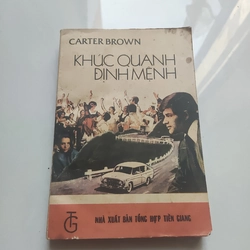 CARTER BROWN
KHÚC QUANH
ĐỊNH MỆNH
TG
NHÀ XUẤT BẢN TỔNG HỢP TIỀN GIANG